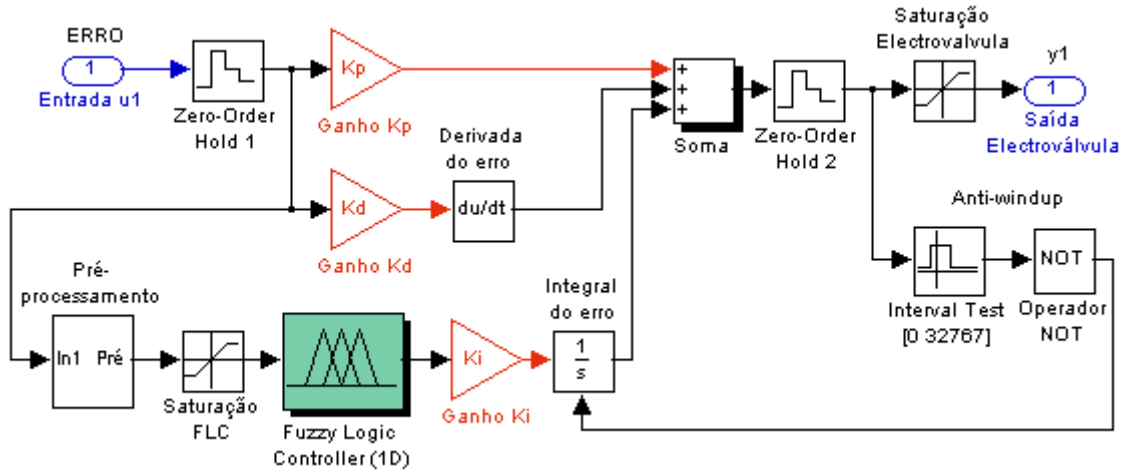 ERRO
1
Entrada u1
Zero-Order
Hold 1
Kp
Ganho Kp
Derivada
do erro
Kd
du/dt
Ganho Kd
+
+
+
Soma
Zero-Order
Hold 2
Saturação
Electrovalvula
y1
1
Saída
Electroválvula
Anti-windup
Interval Test
[0 32767]
NOT
Operador
NOT
Pré-
processamento
In1 Pré
Saturação
FLC
Fuzzy Logic
Controller (1D)
Ki
Ganho Ki
Integral
do erro
1
s